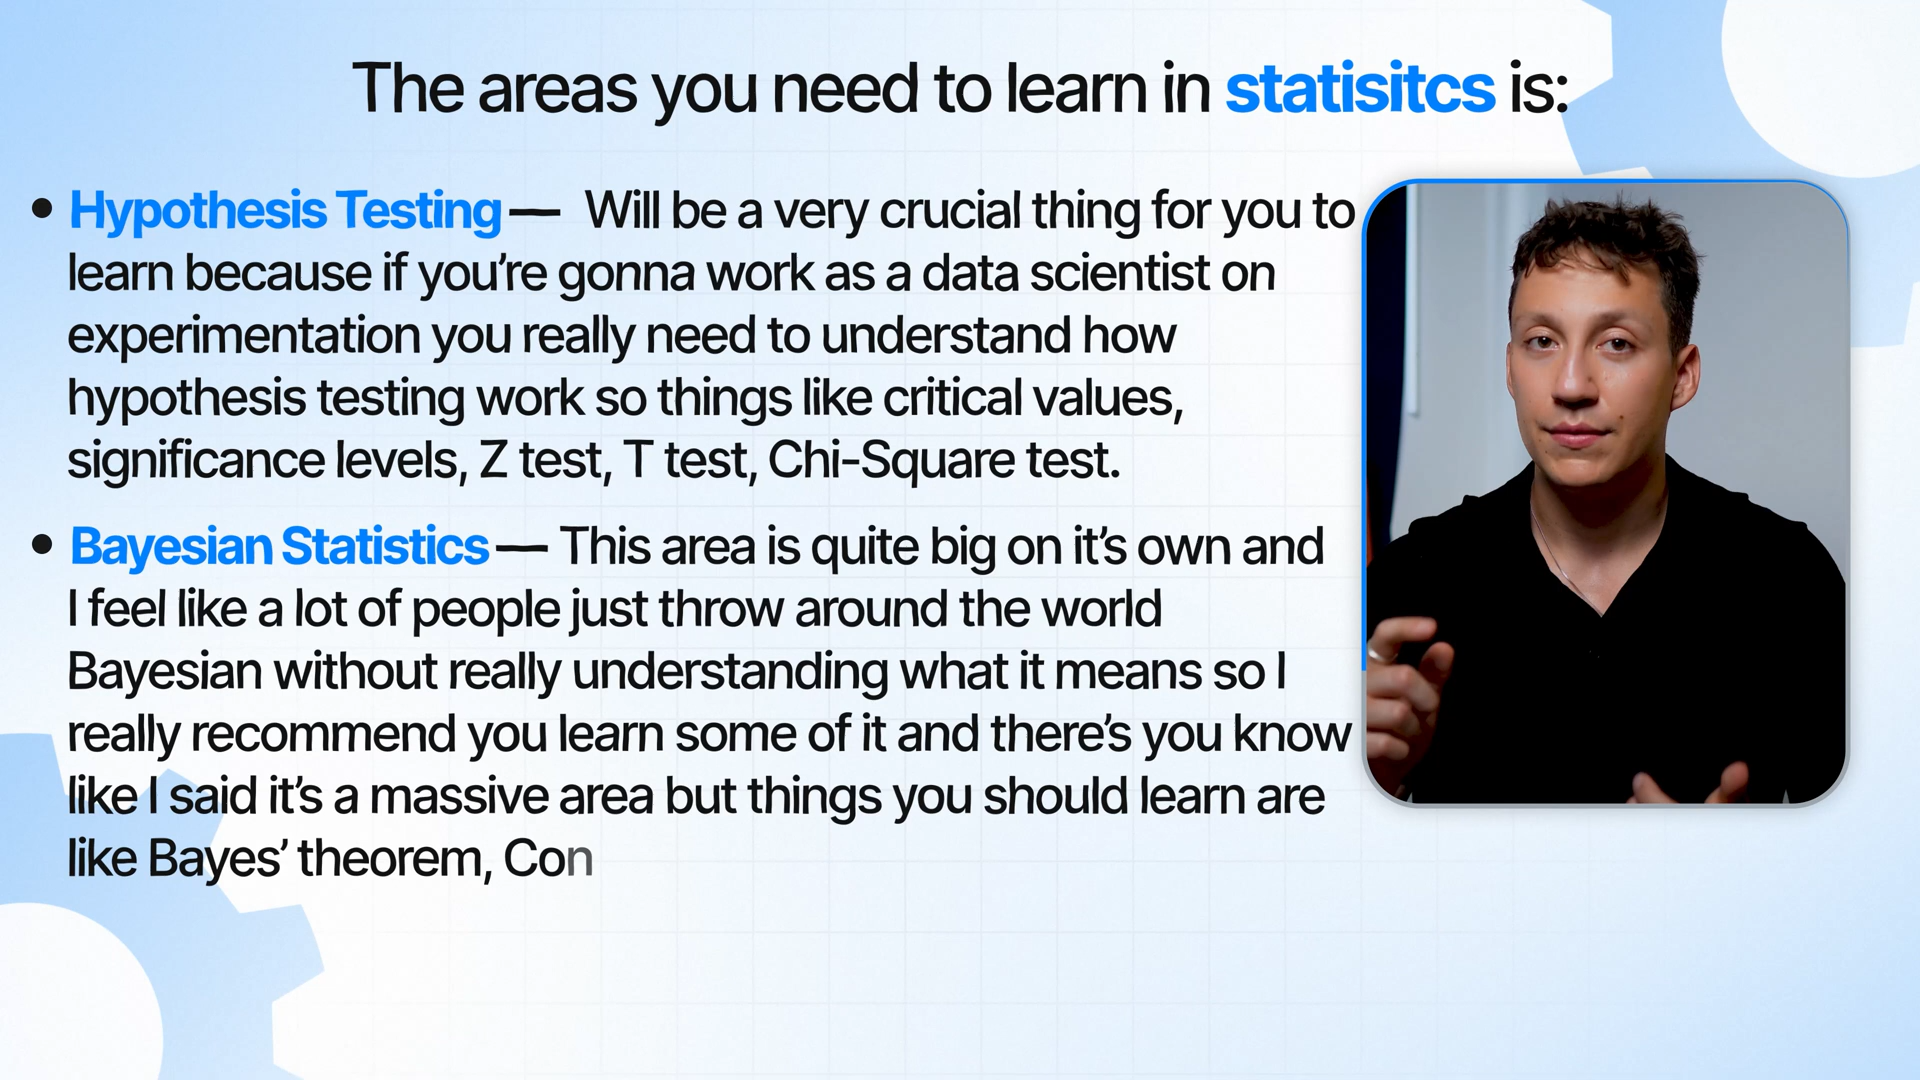 The areas you need to learn in statisitcs is:
• Hypothesis Testing — Will be a very crucial thing for you to
learn because if you’re gonna work as a data scientist on
experimentation you really need to understand how
hypothesis testing work so things like critical values,
significance levels, Z test, T test, Chi-Square test.
• Bayesian Statistics — This area is quite big on it’s own and
I feel like a lot of people just throw around the world
Bayesian without really understanding what it means so I
really recommend you learn some of it and there’s you know
like I said it’s a massive area but things you should learn are
like Bayes’ theorem, Con